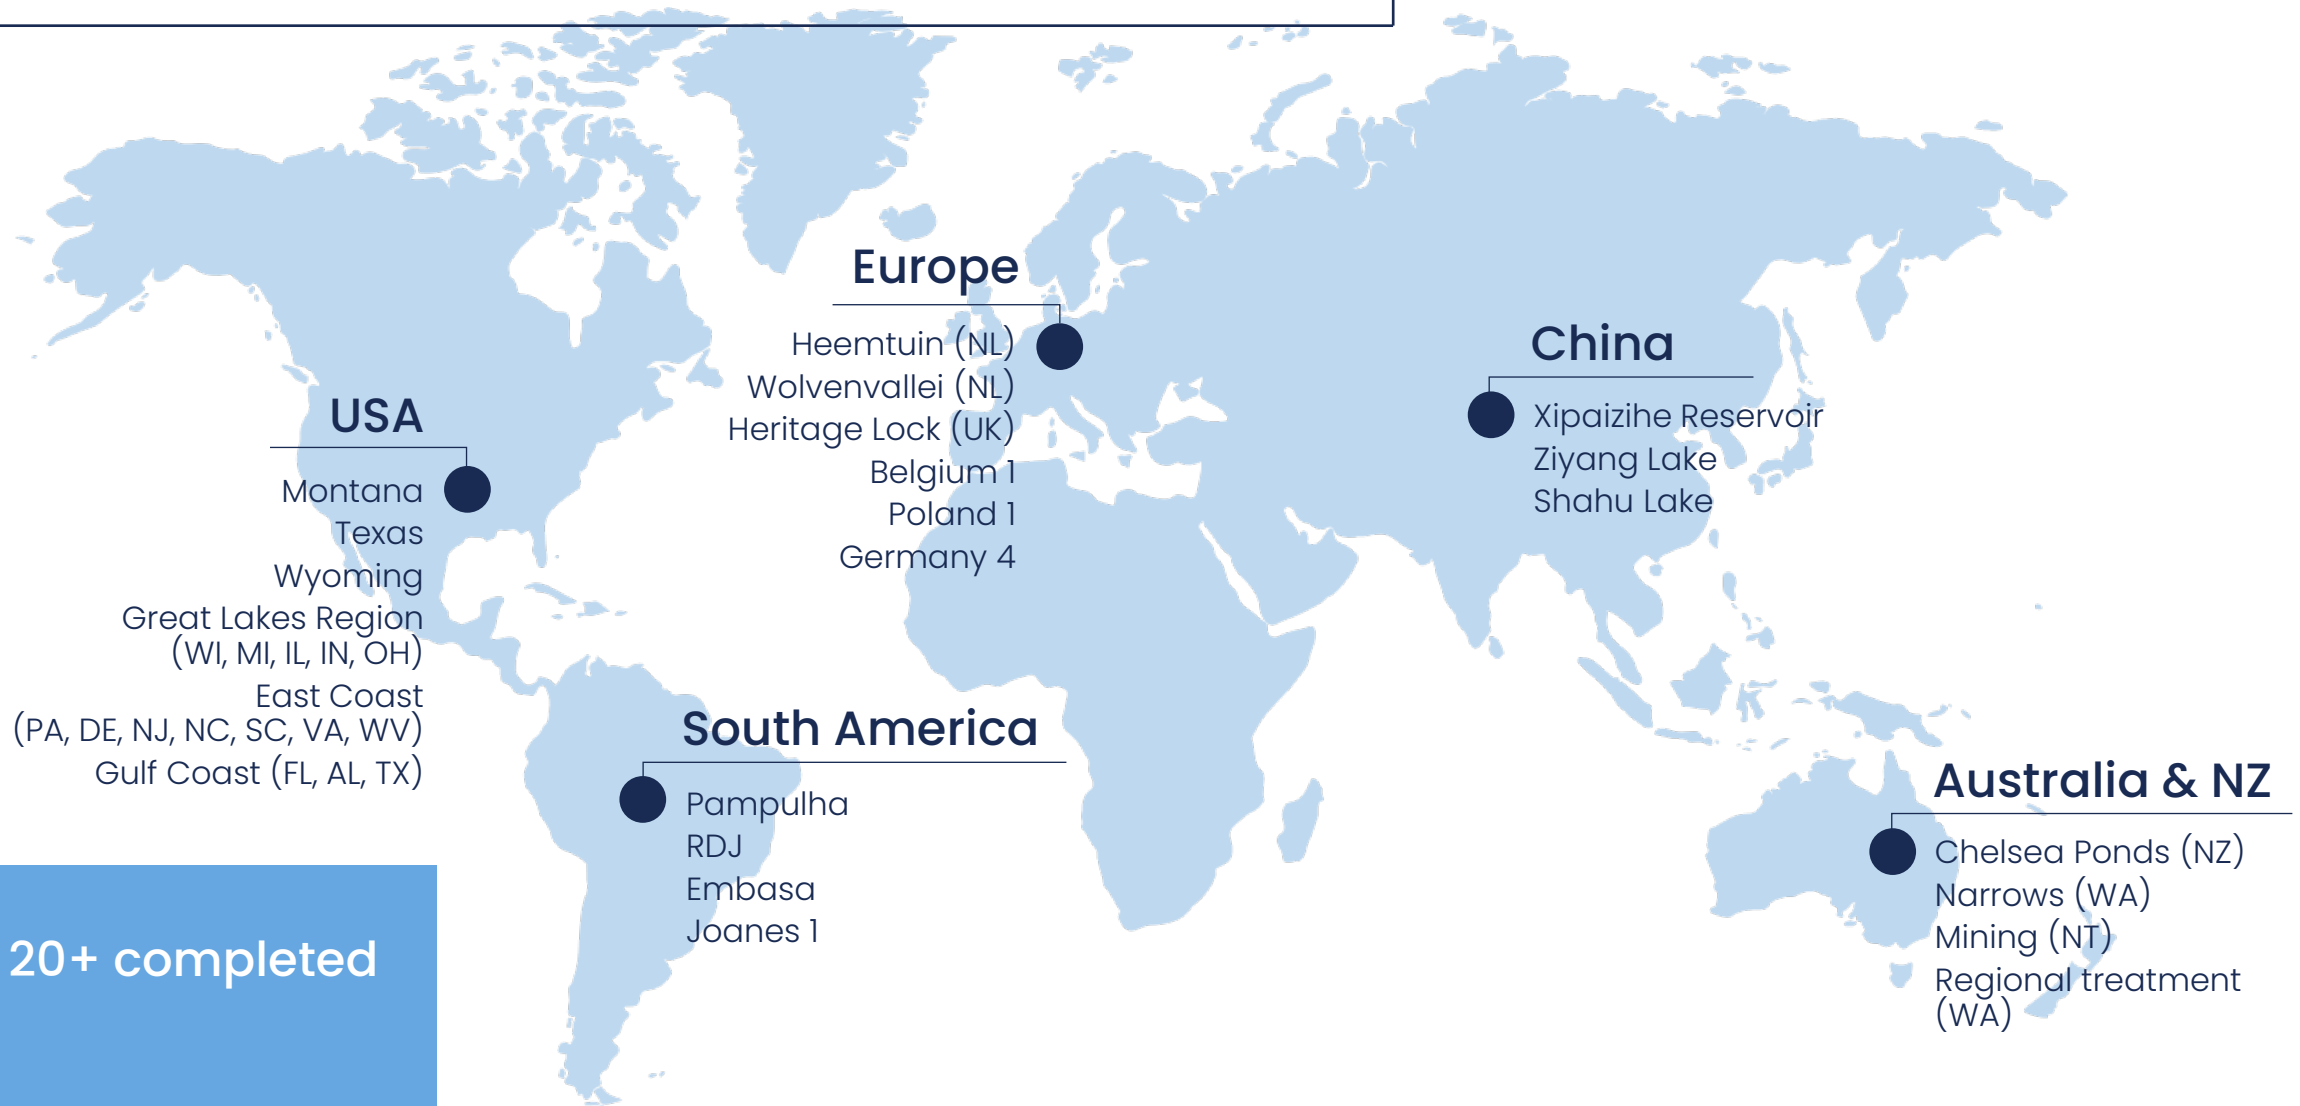 Europe
Heemtuin (NL)
Wolvenvallei (NL)
Heritage Lock (UK)
Belgium 1
Poland 1
Germany 4
China
Xipaizihe Reservoir
Ziyang Lake
Shahu Lake
USA
Montana
Texas
Wyoming
Great Lakes Region
(WI, MI, IL, IN, OH)
East Coast
(PA, DE, NJ, NC, SC, VA, WV)
Gulf Coast (FL, AL, TX)
South America
Pampulha
RDJ
Embasa
Joanes 1
Australia & NZ
Chelsea Ponds (NZ)
Narrows (WA)
Mining (NT)
Regional treatment
(WA)
20+ completed